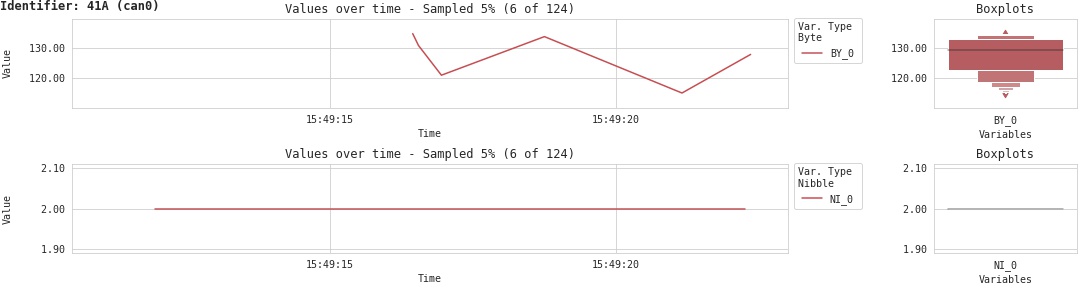 Identifier: 41A (can0)
Values over time - Sampled 5% (6 of 124)
Boxplots
Value
130.00
120.00
15:49:15
15:49:20
Time
Var. Type
Byte
BY_0
130.00
120.00
BY_0
Variables
Values over time - Sampled 5% (6 of 124)
Boxplots
Value
2.10
2.00
1.90
15:49:15
15:49:20
Time
Var. Type
Nibble
NI_0
2.10
2.00
1.90
NI_0
Variables